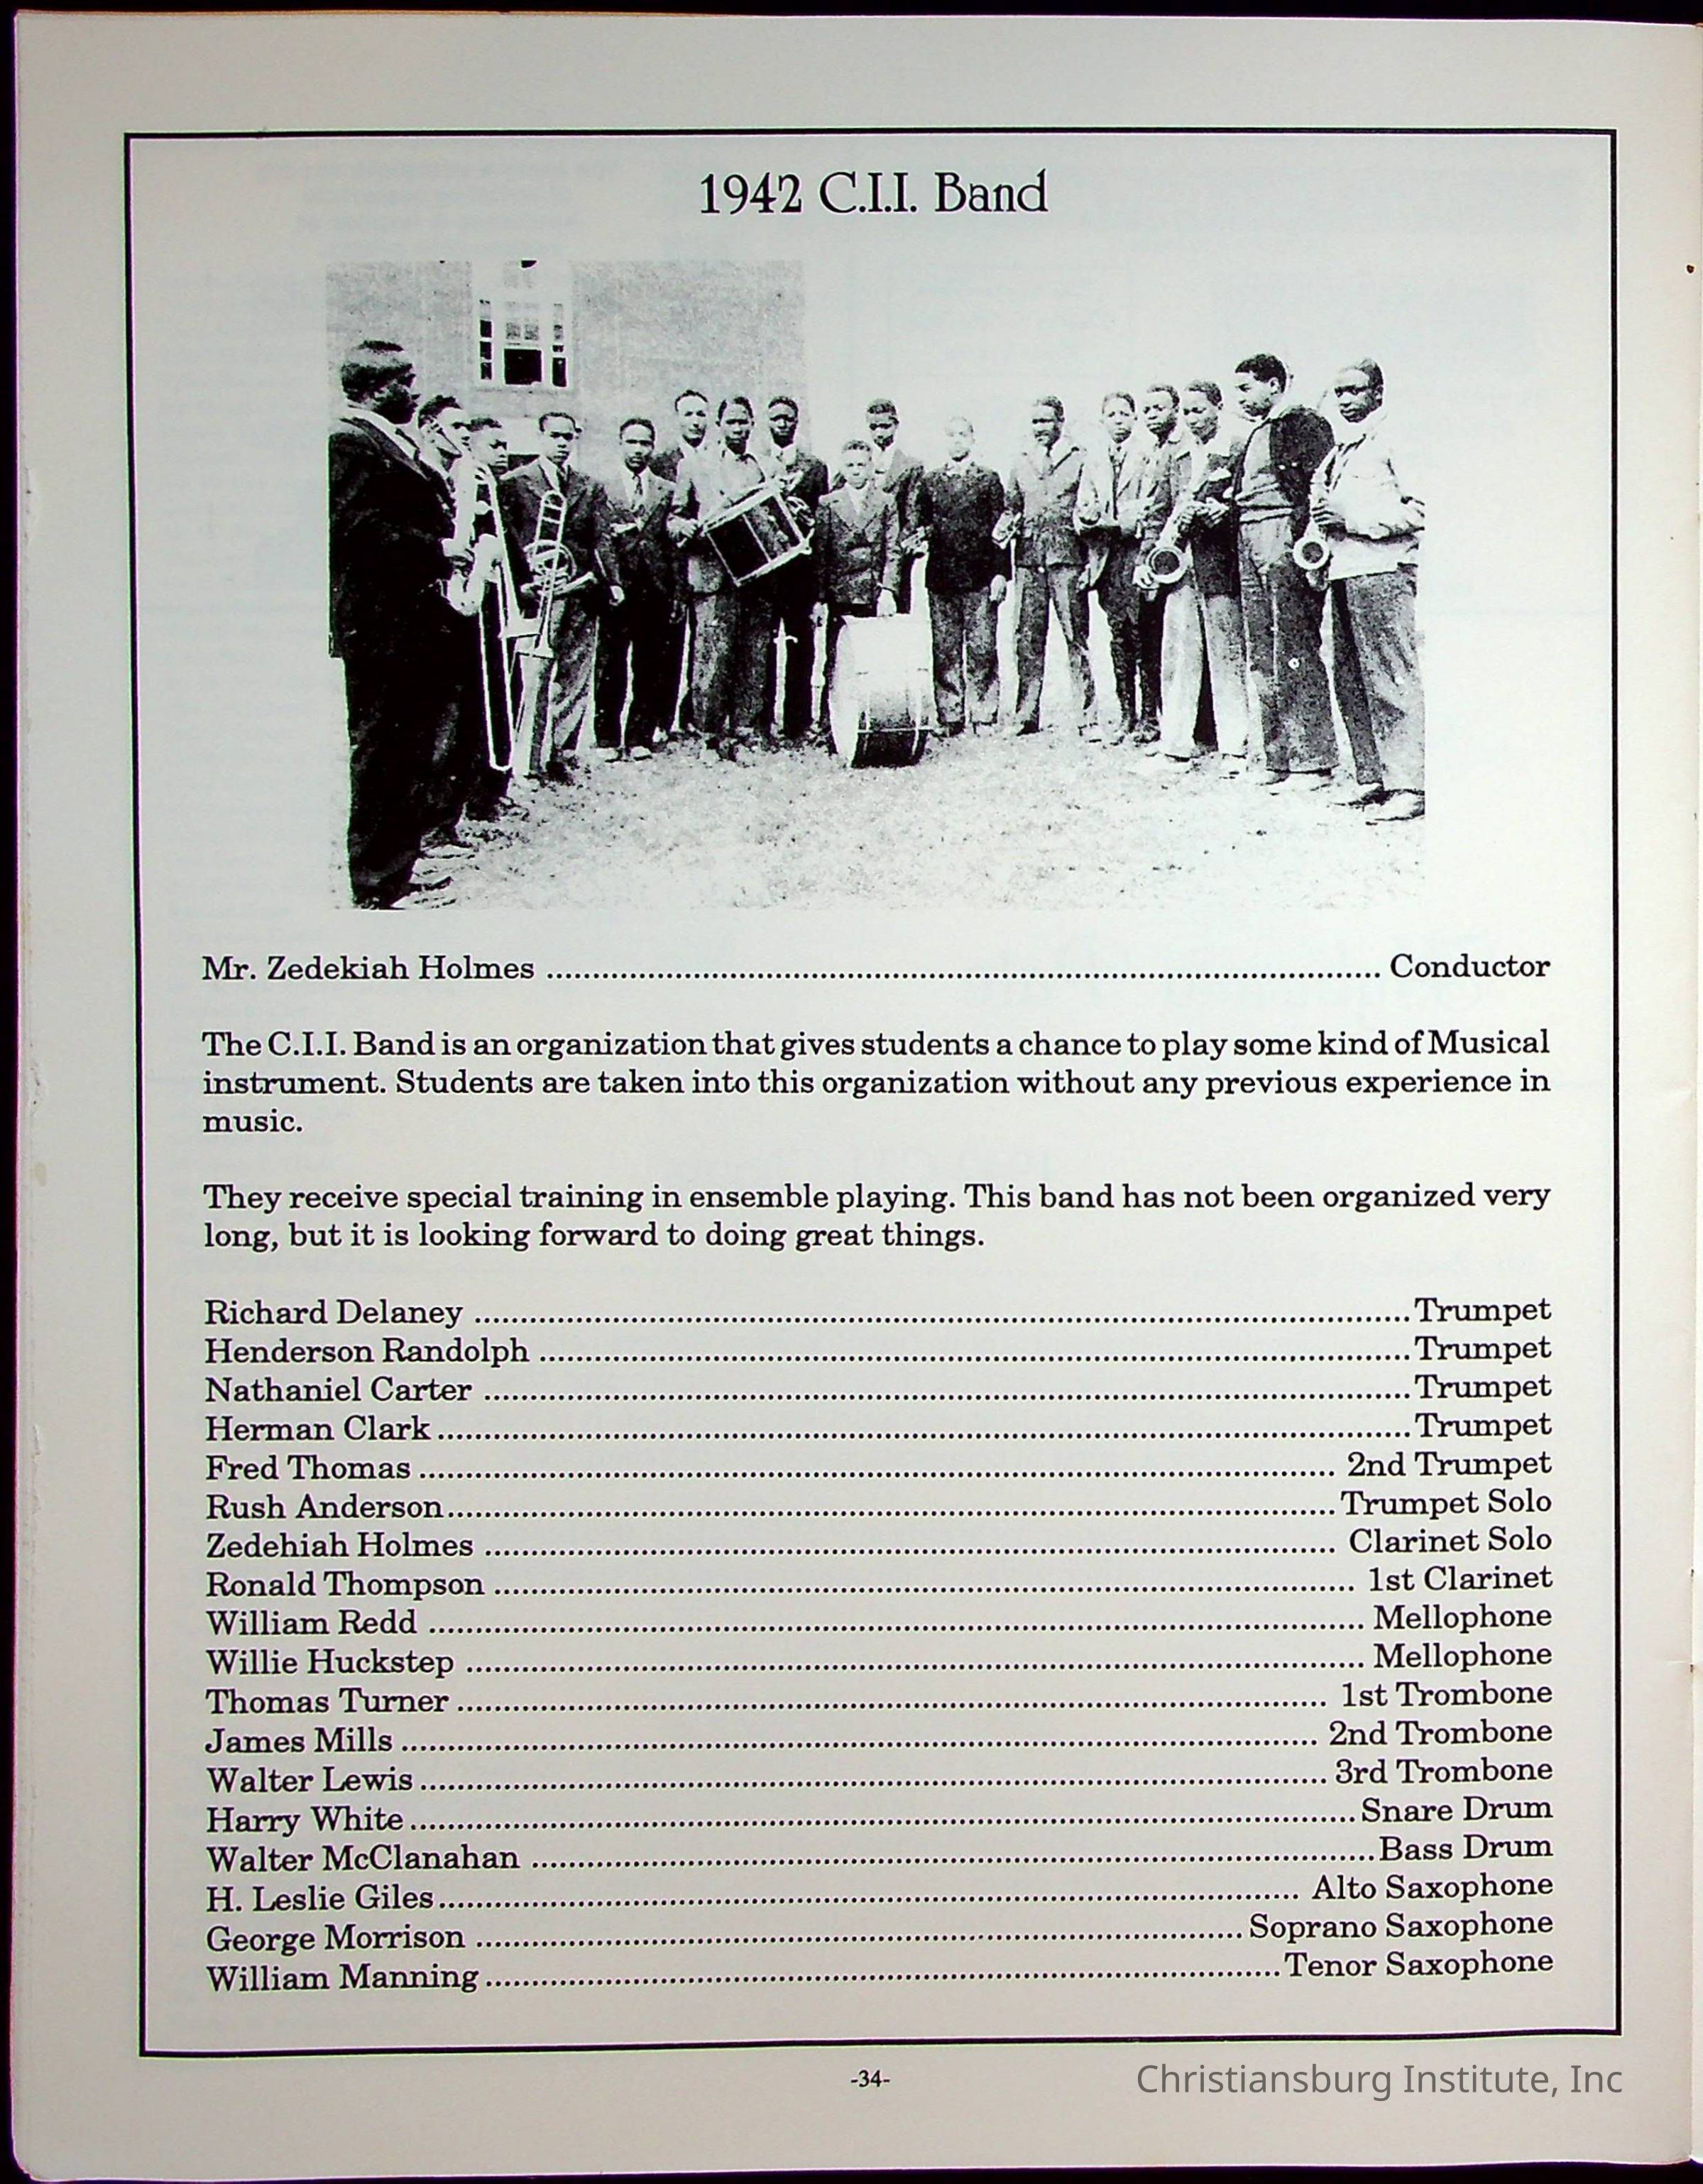 1942 C.I.I. Band
Mr. Zedekiah Holmes ........................................ Conductor
The C.I.I. Band is an organization that gives students a chance to play some kind of Musical
instrument. Students are taken into this organization without any previous experience in
music.
They receive special training in ensemble playing. This band has not been organized very
long, but it is looking forward to doing great things.
Richard Delaney ........................................ Trumpet
Henderson Randolph ........................................ Trumpet
Nathaniel Carter ........................................ Trumpet
Herman Clark ........................................ Trumpet
Fred Thomas ........................................ 2nd Trumpet
Rush Anderson ........................................ Trumpet Solo
Zedehiah Holmes ........................................ Clarinet Solo
Ronald Thompson ........................................ 1st Clarinet
William Redd ........................................ Mellophone
Willie Huckstep ........................................ Mellophone
Thomas Turner ........................................ 1st Trombone
James Mills ........................................ 2nd Trombone
Walter Lewis ........................................ 3rd Trombone
Harry White ........................................ Snare Drum
Walter McClanahan ........................................ Bass Drum
H. Leslie Giles ........................................ Alto Saxophone
George Morrison ........................................ Soprano Saxophone
William Manning ........................................ Tenor Saxophone
-34-
Christiansburg Institute, Inc